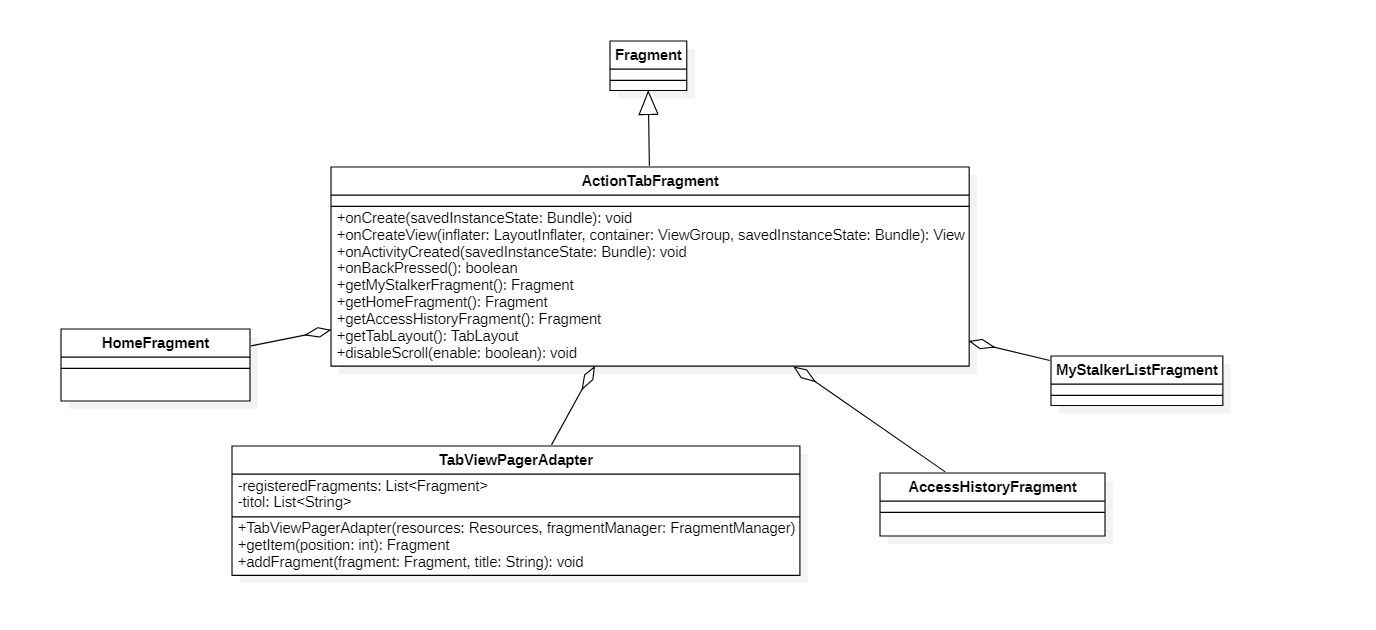 Fragment
ActionTabFragment
+onCreate(savedInstanceState: Bundle): void
+onCreateView(inflater: LayoutInflater, container: ViewGroup, savedInstanceState: Bundle): View
+onActivityCreated(savedInstanceState: Bundle): void
+onBackPressed(): boolean
+getMyStalkerFragment(): Fragment
+getHomeFragment(): Fragment
+getAccessHistoryFragment(): Fragment
+getTabLayout(): TabLayout
+disableScroll(enable: boolean): void
HomeFragment
MyStalkerListFragment
TabViewPagerAdapter
-registeredFragments: List<Fragment>
-titol: List<String>
+TabViewPagerAdapter(resources: Resources, fragmentManager: FragmentManager)
+getItem(position: int): Fragment
+addFragment(fragment: Fragment, title: String): void
AccessHistoryFragment